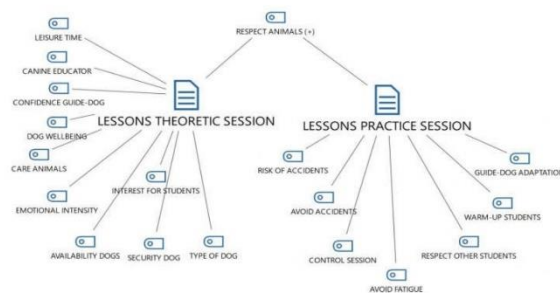 LEISURE TIME
RESPECT ANIMALS (+)
CANINE EDUCATOR
CONFIDENCE GUIDE-DOG
LESSONS THEORETIC SESSION
LESSONS PRACTICE SESSION
DOG WELLBEING
CARE ANIMALS
RISK OF ACCIDENTS
GUIDE-DOG ADAPTATION
INTEREST FOR STUDENTS
EMOTIONAL INTENSITY
AVOID ACCIDENTS
WARM-UP STUDENTS
AVAILABILITY DOGS
SECURITY DOG
TYPE OF DOG
CONTROL SESSION
RESPECT OTHER STUDENTS
AVOID FATIGUE